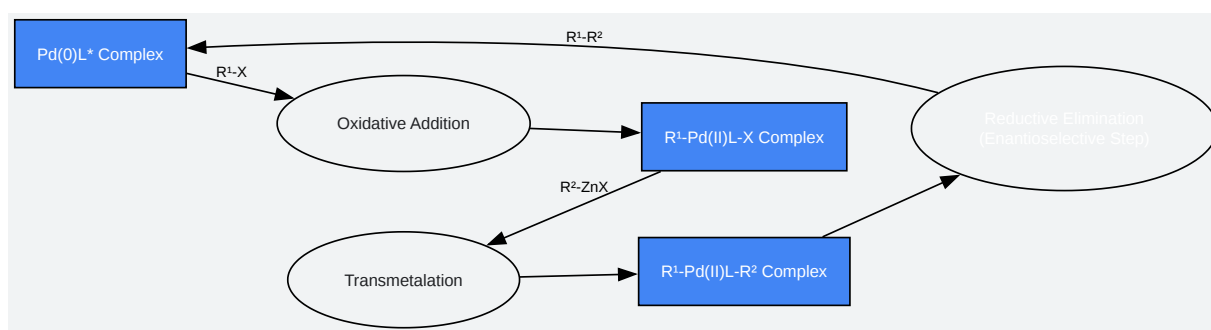 Pd(0)L* Complex
R¹-X
Oxidative Addition
R¹-Pd(II)L-X Complex
R²-ZnX
Transmetalation
R¹-Pd(II)L-R² Complex
Reductive Elimination
(Enantioselective Step)
R¹-R²